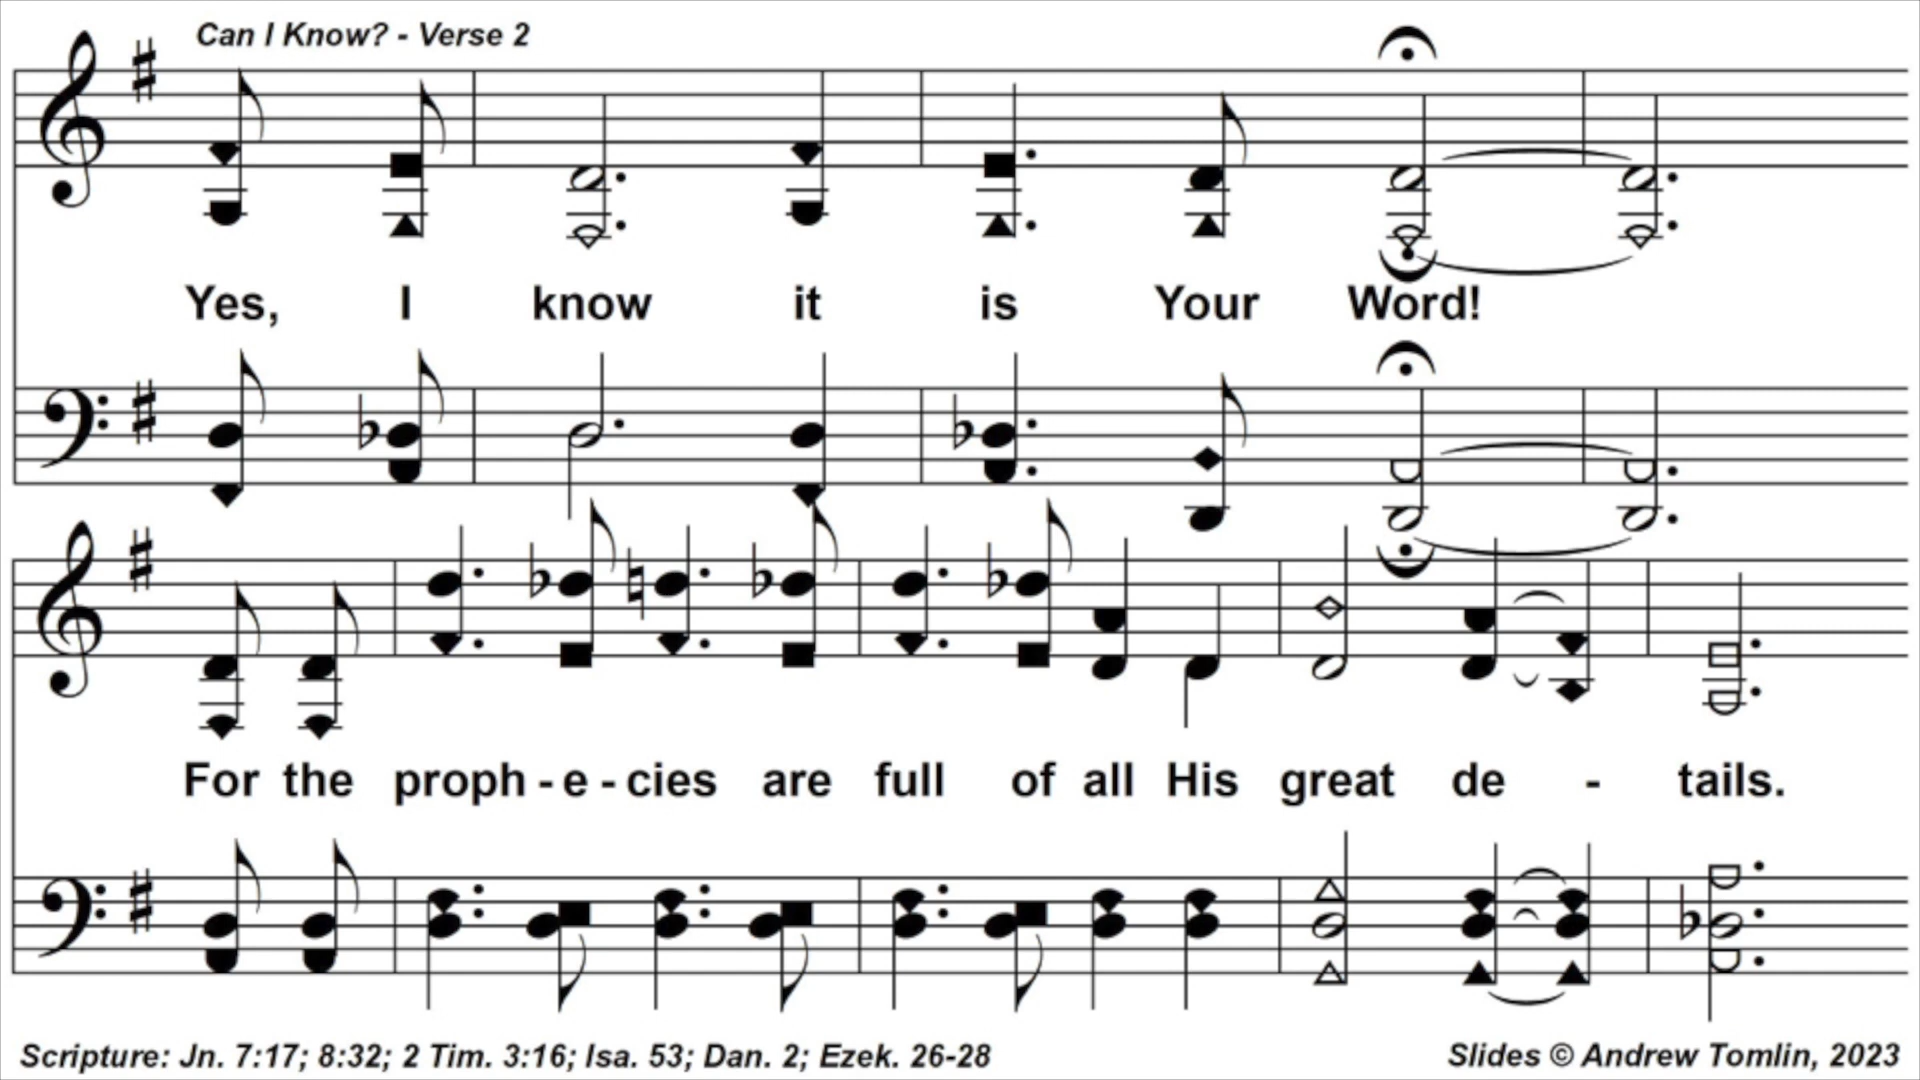 Can I Know? - Verse 2
Yes, I know it is Your Word!
For the proph - e - cies are full of all His great de - tails.
Scripture: Jn. 7:17; 8:32; 2 Tim. 3:16; Isa. 53; Dan. 2; Ezek. 26-28
Slides © Andrew Tomlin, 2023